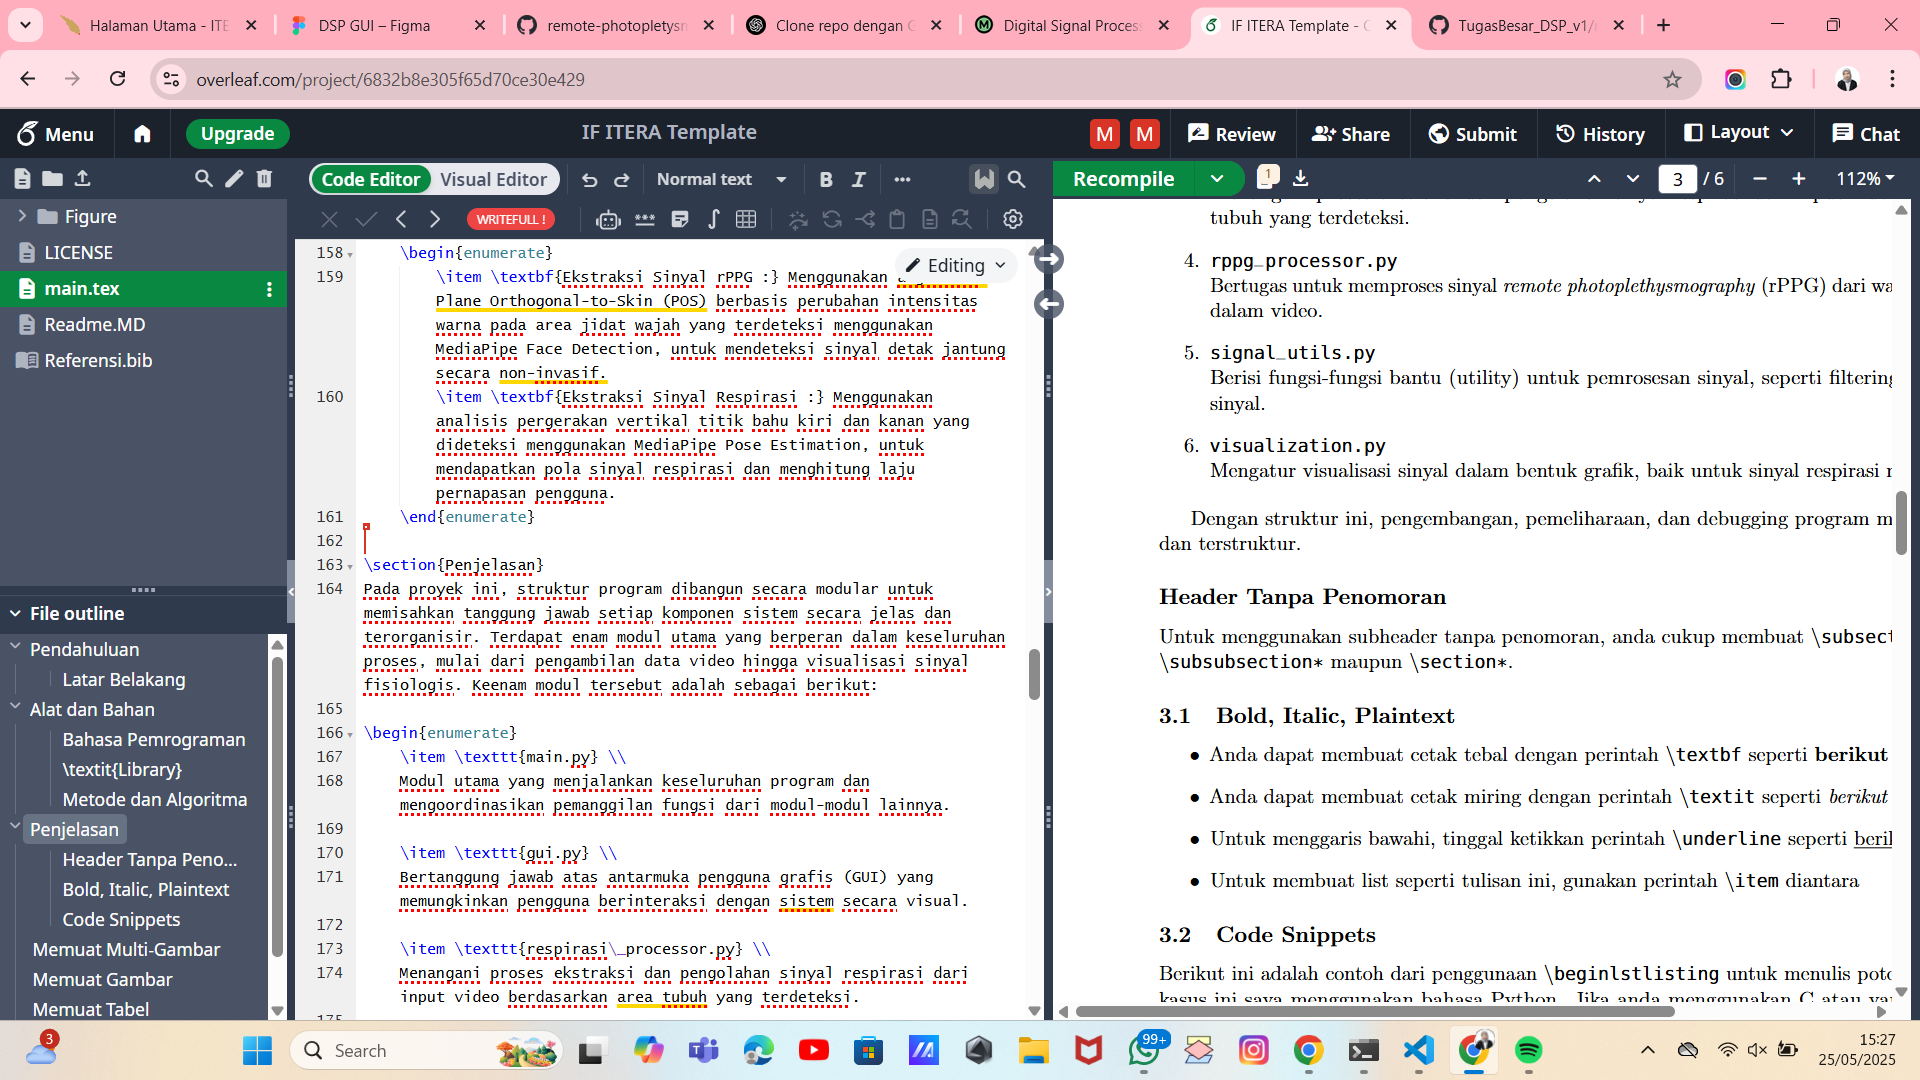 Halaman Utama - ITE
DSP GUI – Figma
remote-photopletysm
Clone repo dengan G
Digital Signal Process
IF ITERA Template - O
TugasBesar_DSP_v1/r
overleaf.com/project/6832b8e305f65d70ce30e429
Menu
Upgrade
IF ITERA Template
M
M
Review
Share
Submit
History
Layout
Chat
Code Editor
Visual Editor
Normal text
B
I
Recompile
1
3
/ 6
112%
WRITEFULL !
Figure
LICENSE
main.tex
Readme.MD
Referensi.bib
File outline
Pendahuluan
Latar Belakang
Alat dan Bahan
Bahasa Pemrograman
\textit{Library}
Metode dan Algoritma
Penjelasan
Header Tanpa Peno...
Bold, Italic, Plaintext
Code Snippets
Memuat Multi-Gambar
Memuat Gambar
Memuat Tabel
Editing
158 \begin{enumerate}
159 \item \textbf{Ekstraksi Sinyal rPPG :} Menggunakan
Plane Orthogonal-to-Skin (POS) berbasis perubahan intensitas
warna pada area jidat wajah yang terdeteksi menggunakan
MediaPipe Face Detection, untuk mendeteksi sinyal detak jantung
secara non-invasif.
160 \item \textbf{Ekstraksi Sinyal Respirasi :} Menggunakan
analisis pergerakan vertikal titik bahu kiri dan kanan yang
dideteksi menggunakan MediaPipe Pose Estimation, untuk
mendapatkan pola sinyal respirasi dan menghitung laju
pernapasan pengguna.
161 \end{enumerate}
162
163 \section{Penjelasan}
164 Pada proyek ini, struktur program dibangun secara modular untuk
memisahkan tanggung jawab setiap komponen sistem secara jelas dan
terorganisir. Terdapat enam modul utama yang berperan dalam keseluruhan
proses, mulai dari pengambilan data video hingga visualisasi sinyal
fisiologis. Keenam modul tersebut adalah sebagai berikut:
165
166 \begin{enumerate}
167 \item \texttt{main.py} \\
168 Modul utama yang menjalankan keseluruhan program dan
mengoordinasikan pemanggilan fungsi dari modul-modul lainnya.
169
170 \item \texttt{gui.py} \\
171 Bertanggung jawab atas antarmuka pengguna grafis (GUI) yang
memungkinkan pengguna berinteraksi dengan sistem secara visual.
172
173 \item \texttt{respirasi\_processor.py} \\
174 Menangani proses ekstraksi dan pengolahan sinyal respirasi dari
input video berdasarkan area tubuh yang terdeteksi.
175
tubuh yang terdeteksi.
4. rppg_processor.py
Bertugas untuk memproses sinyal remote photoplethysmography (rPPG) dari wa
dalam video.
5. signal_utils.py
Berisi fungsi-fungsi bantu (utility) untuk pemrosesan sinyal, seperti filtering
sinyal.
6. visualization.py
Mengatur visualisasi sinyal dalam bentuk grafik, baik untuk sinyal respirasi m
Dengan struktur ini, pengembangan, pemeliharaan, dan debugging program m
dan terstruktur.
Header Tanpa Penomoran
Untuk menggunakan subheader tanpa penomoran, anda cukup membuat \subsect
\subsubsection* maupun \section*.
3.1 Bold, Italic, Plaintext
• Anda dapat membuat cetak tebal dengan perintah \textbf seperti berikut
• Anda dapat membuat cetak miring dengan perintah \textit seperti berikut
• Untuk menggaris bawahi, tinggal ketikkan perintah \underline seperti beril
• Untuk membuat list seperti tulisan ini, gunakan perintah \item diantara
3.2 Code Snippets
Berikut ini adalah contoh dari penggunaan \beginlstlisting untuk menulis poto
kasus ini saya menggunakan bahasa Python. Jika anda menggunakan C atau
3
Search
99+
15:27
25/05/2025